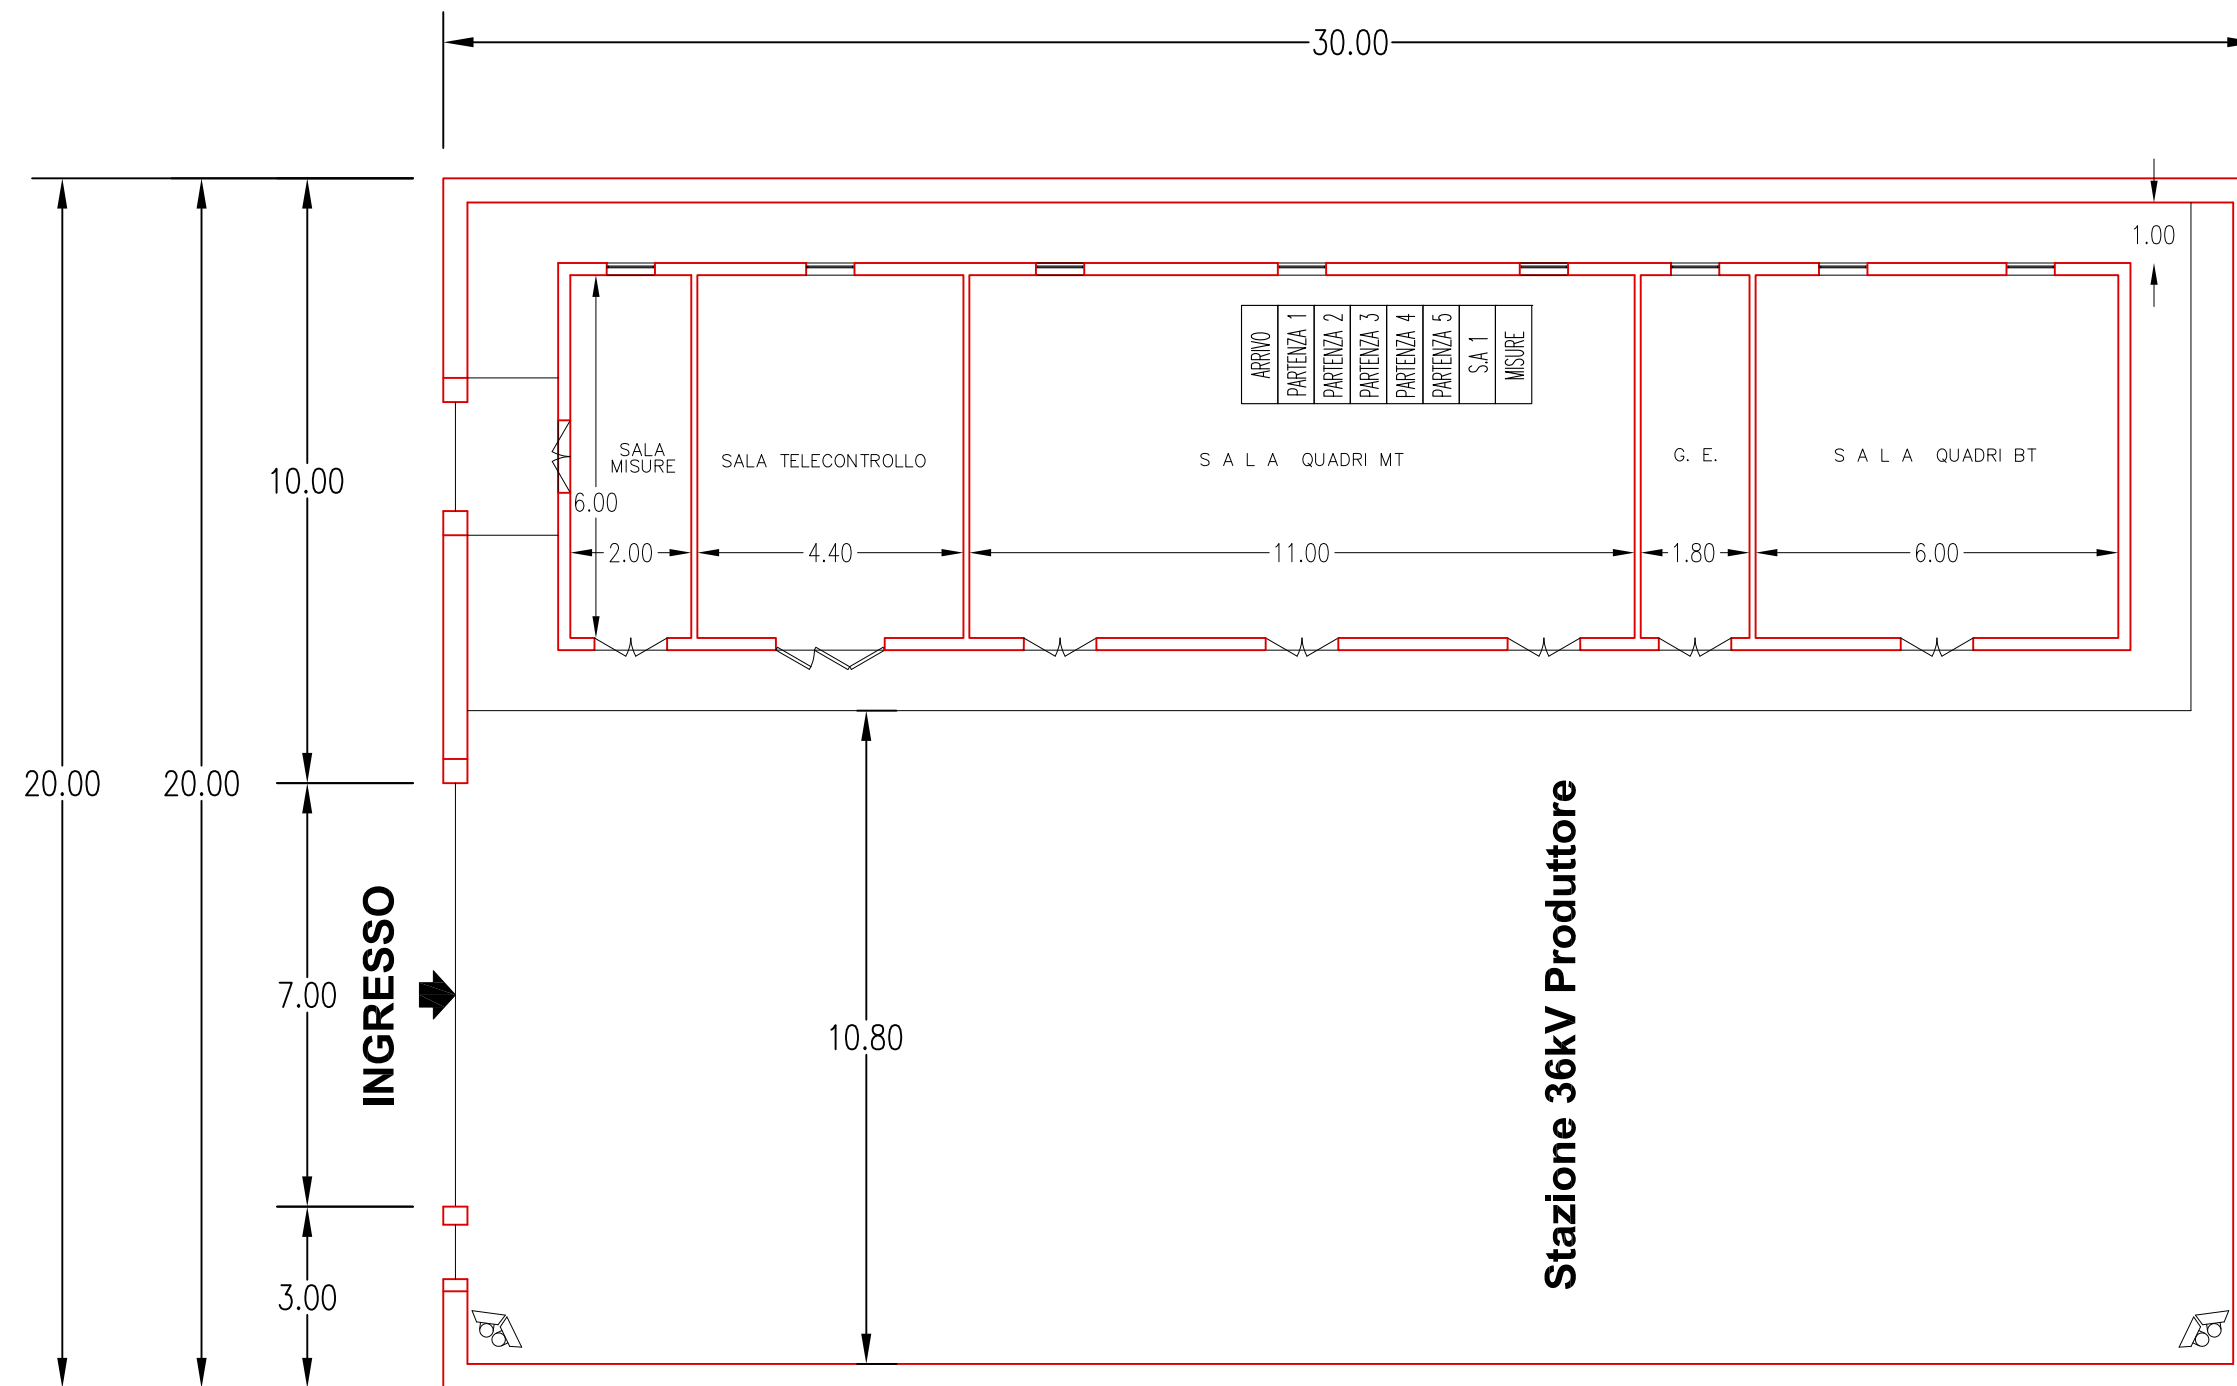 30.00
1.00
ARRIVO
PARTENZA 1
PARTENZA 2
PARTENZA 3
PARTENZA 4
PARTENZA 5
S.A 1
MISURE
SALA
MISURE
SALA TELECONTROLLO
S A L A QUADRI MT
G. E.
S A L A QUADRI BT
10.00
6.00
2.00
4.40
11.00
1.80
6.00
20.00
20.00
7.00
INGRESSO
10.80
Stazione 36kV Produttore
3.00